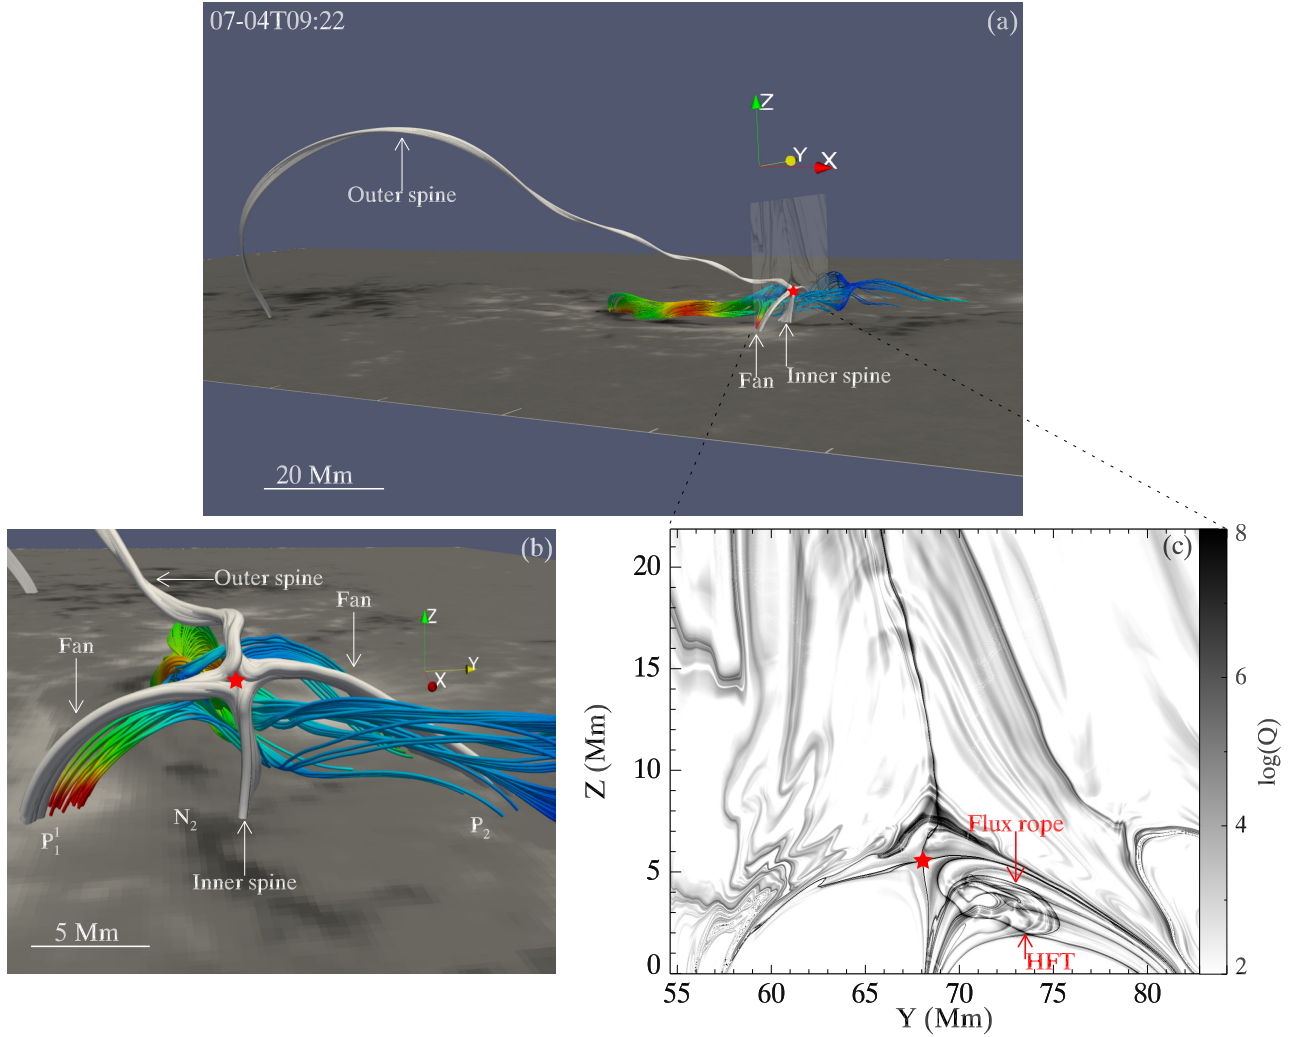 07-04T09:22
(a)
Z
Y
X
Outer spine
Fan
Inner spine
20 Mm
(b)
Outer spine
Fan
Fan
Z
Y
X
P₁¹
N₂
P₂
Inner spine
5 Mm
(c)
20
15
10
5
0
Z (Mm)
Flux rope
HFT
55 60 65 70 75 80
Y (Mm)
8
6
4
2
log(Q)